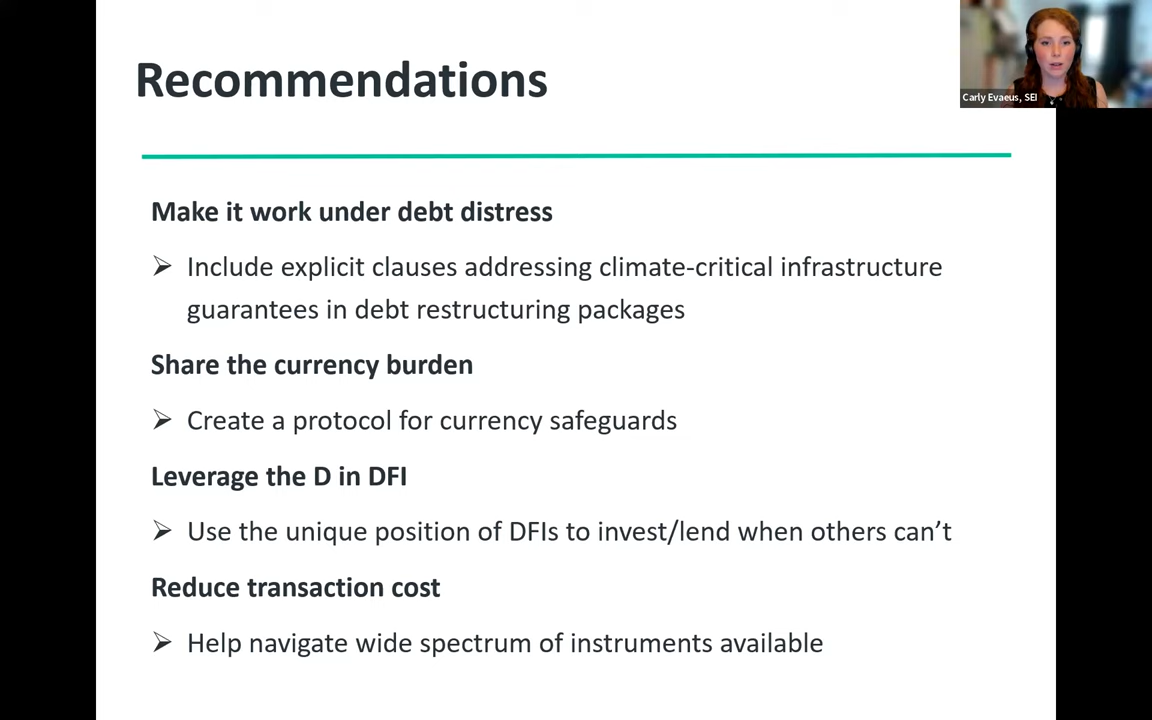 Recommendations
Carly Evaeus, SEI
Make it work under debt distress
➢ Include explicit clauses addressing climate-critical infrastructure
guarantees in debt restructuring packages
Share the currency burden
➢ Create a protocol for currency safeguards
Leverage the D in DFI
➢ Use the unique position of DFIs to invest/lend when others can’t
Reduce transaction cost
➢ Help navigate wide spectrum of instruments available